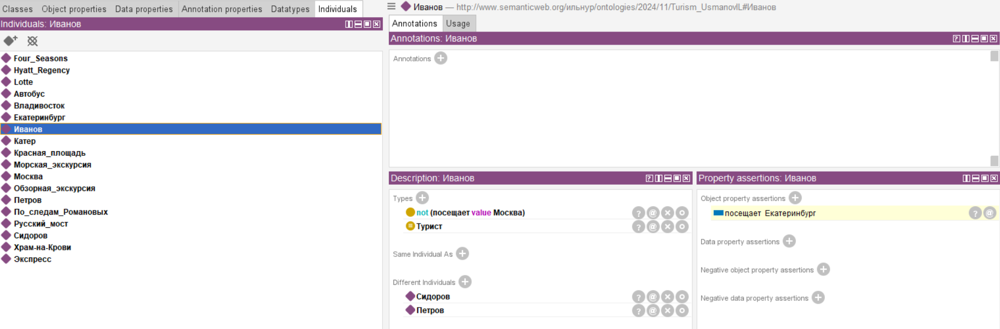 Classes Object properties Data properties Annotation properties Datatypes Individuals
Individuals: Иванов
Four_Seasons
Hyatt_Regency
Lotte
Автобус
Владивосток
Екатеринбург
Иванов
Катер
Красная_площадь
Морская_экскурсия
Москва
Обзорная_экскурсия
Петров
По_следам_Романовых
Русский_мост
Сидоров
Храм-на-Крови
Экспресс
Иванов — http://www.semanticweb.org/ильнур/ontologies/2024/11/Turism_UsmanovIL#Иванов
Annotations Usage
Annotations: Иванов
Annotations
Description: Иванов
Types
not (посещает value Москва)
Турист
Same Individual As
Different Individuals
Сидоров
Петров
Property assertions: Иванов
Object property assertions
посещает Екатеринбург
Data property assertions
Negative object property assertions
Negative data property assertions